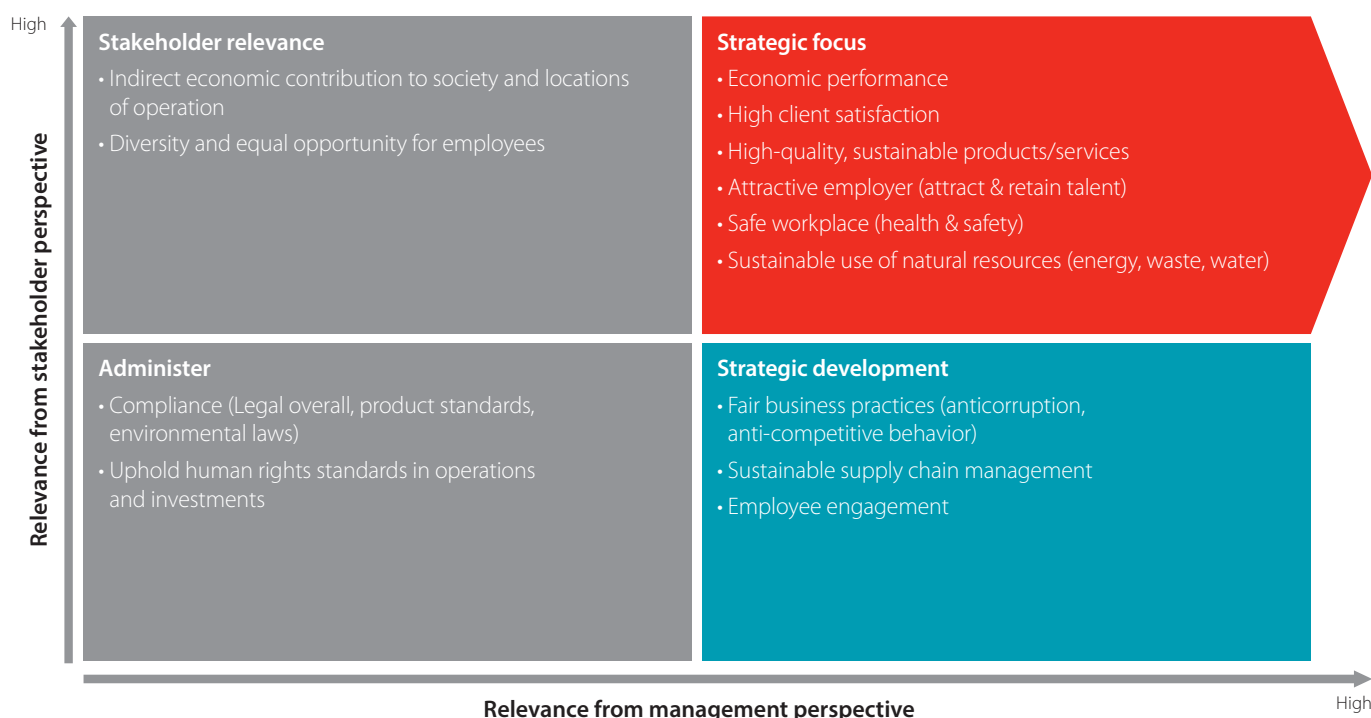 High
Relevance from stakeholder perspective
Stakeholder relevance
• Indirect economic contribution to society and locations
of operation
• Diversity and equal opportunity for employees
Strategic focus
• Economic performance
• High client satisfaction
• High-quality, sustainable products/services
• Attractive employer (attract & retain talent)
• Safe workplace (health & safety)
• Sustainable use of natural resources (energy, waste, water)
Administer
• Compliance (Legal overall, product standards,
environmental laws)
• Uphold human rights standards in operations
and investments
Strategic development
• Fair business practices (anticorruption,
anti-competitive behavior)
• Sustainable supply chain management
• Employee engagement
Relevance from management perspective
High